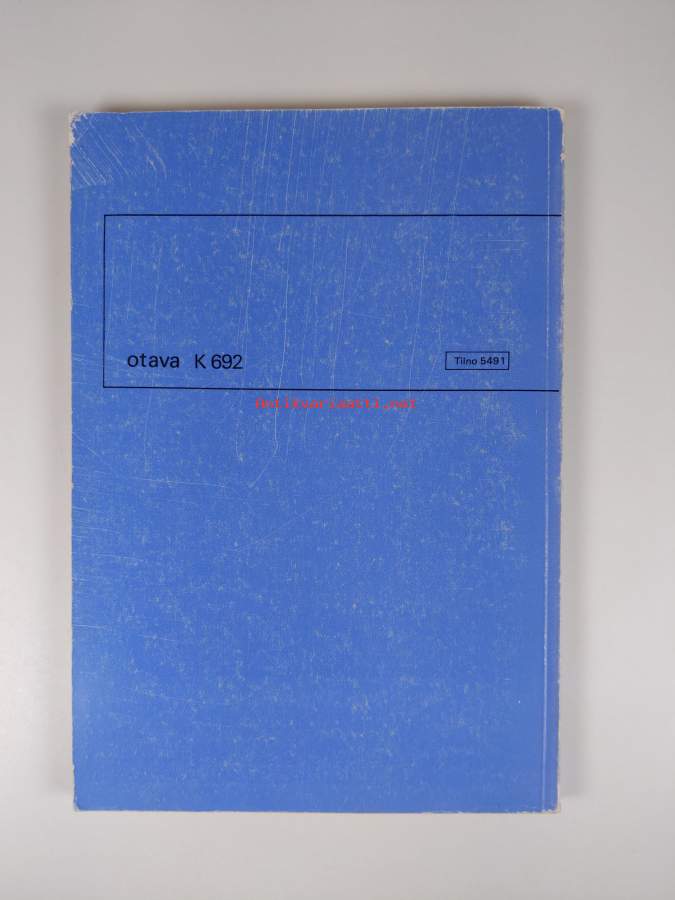 otava K 692
Tilno 5491
Antikvariaatti.net